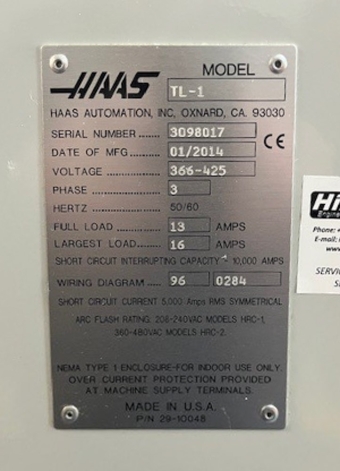 HAAS
MODEL
TL-1
HAAS AUTOMATION, INC, OXNARD, CA. 93030
SERIAL NUMBER ...... 3098017
DATE OF MFG ...... 01/2014 CE
VOLTAGE ...... 366-425
PHASE ...... 3
HERTZ ...... 50/60
FULL LOAD ...... 13 AMPS
LARGEST LOAD ...... 16 AMPS
SHORT CIRCUIT INTERRUPTING CAPACITY 10,000 AMPS
WIRING DIAGRAM ...... 96 0284
SHORT CIRCUIT CURRENT 5,000 Amps RMS SYMMETRICAL
ARC FLASH RATING: 208-240VAC MODELS HRC-1,
360-480VAC MODELS HRC-2.
NEMA TYPE 1 ENCLOSURE-FOR INDOOR USE ONLY.
OVER CURRENT PROTECTION PROVIDED
AT MACHINE SUPPLY TERMINALS.
MADE IN U.S.A.
P/N 29-10048
Phone: +
E-mail:
www.
SERVIC